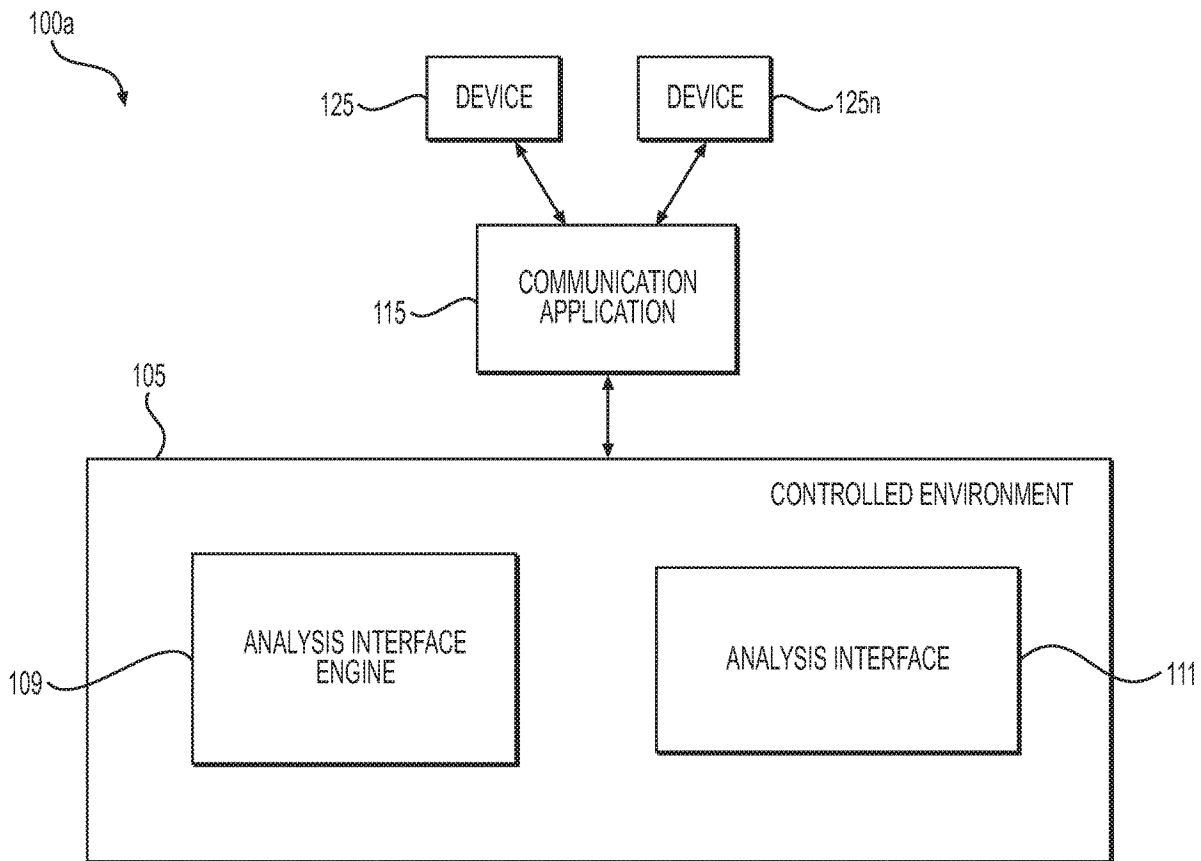 100a
125
DEVICE
DEVICE
125n
COMMUNICATION
APPLICATION
115
105
CONTROLLED ENVIRONMENT
ANALYSIS INTERFACE
ENGINE
109
ANALYSIS INTERFACE
111